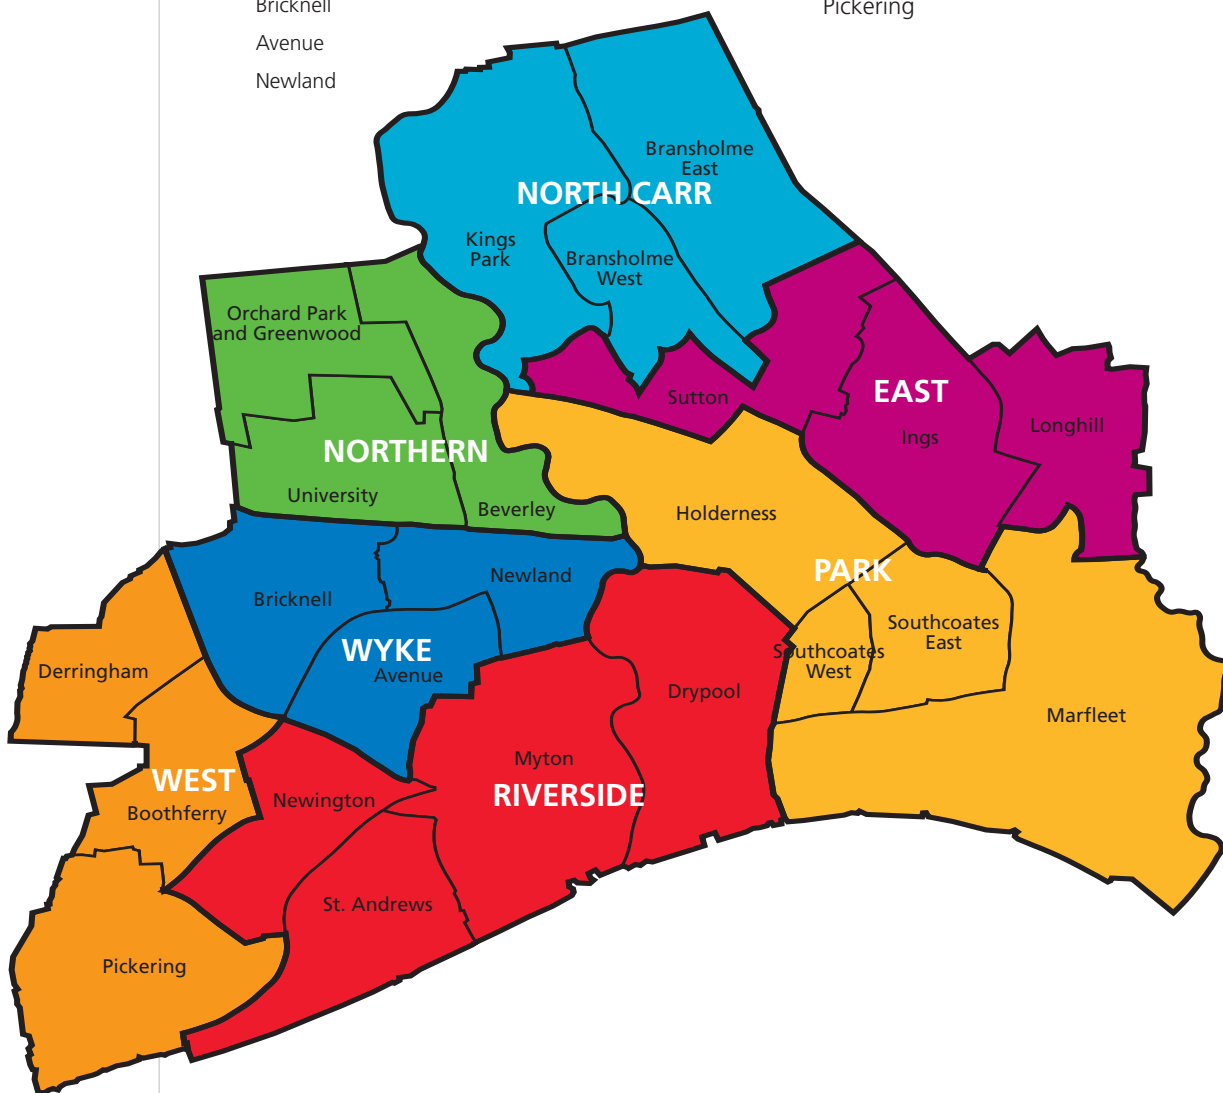 Bricknell
Avenue
Newland
Pickering
Bransholme
East
NORTH CARR
Kings
Park
Bransholme
West
Orchard Park
and Greenwood
Sutton
EAST
Ings
Longhill
NORTHERN
University
Beverley
Holderness
PARK
Newland
Bricknell
Southcoates
East
WYKE
Avenue
Southcoates
West
Derringham
Drypool
Marfleet
Myton
WEST
RIVERSIDE
Newington
Boothferry
St. Andrews
Pickering